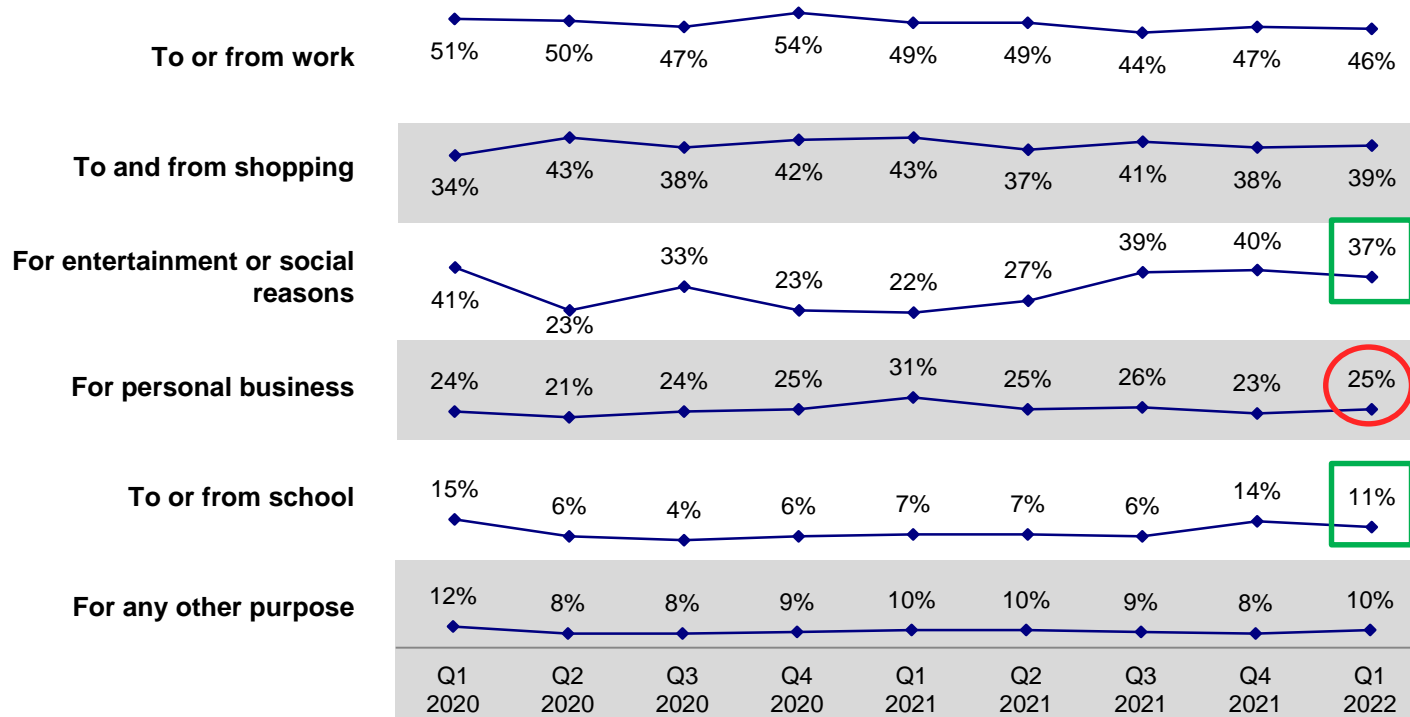 To or from work
51% 50% 47% 54% 49% 49% 44% 47% 46%
To and from shopping
34% 43% 38% 42% 43% 37% 41% 38% 39%
For entertainment or social
reasons
41% 23% 33% 23% 22% 27% 39% 40% 37%
For personal business
24% 21% 24% 25% 31% 25% 26% 23% 25%
To or from school
15% 6% 4% 6% 7% 7% 6% 14% 11%
For any other purpose
12% 8% 8% 9% 10% 10% 9% 8% 10%
Q1 Q2 Q3 Q4 Q1 Q2 Q3 Q4 Q1
2020 2020 2020 2020 2021 2021 2021 2021 2022